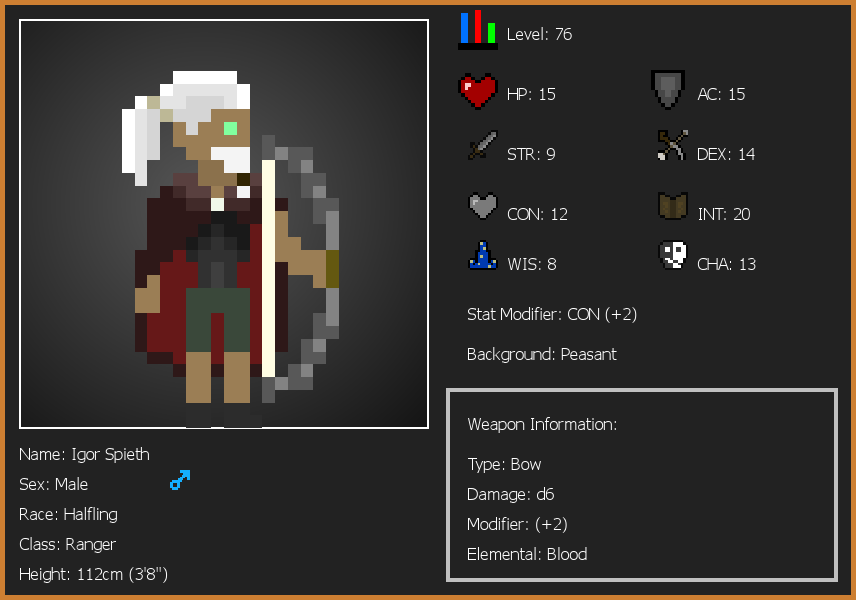 Level: 76
HP: 15
AC: 15
STR: 9
DEX: 14
CON: 12
INT: 20
WIS: 8
CHA: 13
Stat Modifier: CON (+2)
Background: Peasant
Weapon Information:
Type: Bow
Damage: d6
Modifier: (+2)
Elemental: Blood
Name: Igor Spieth
Sex: Male
Race: Halfling
Class: Ranger
Height: 112cm (3'8")